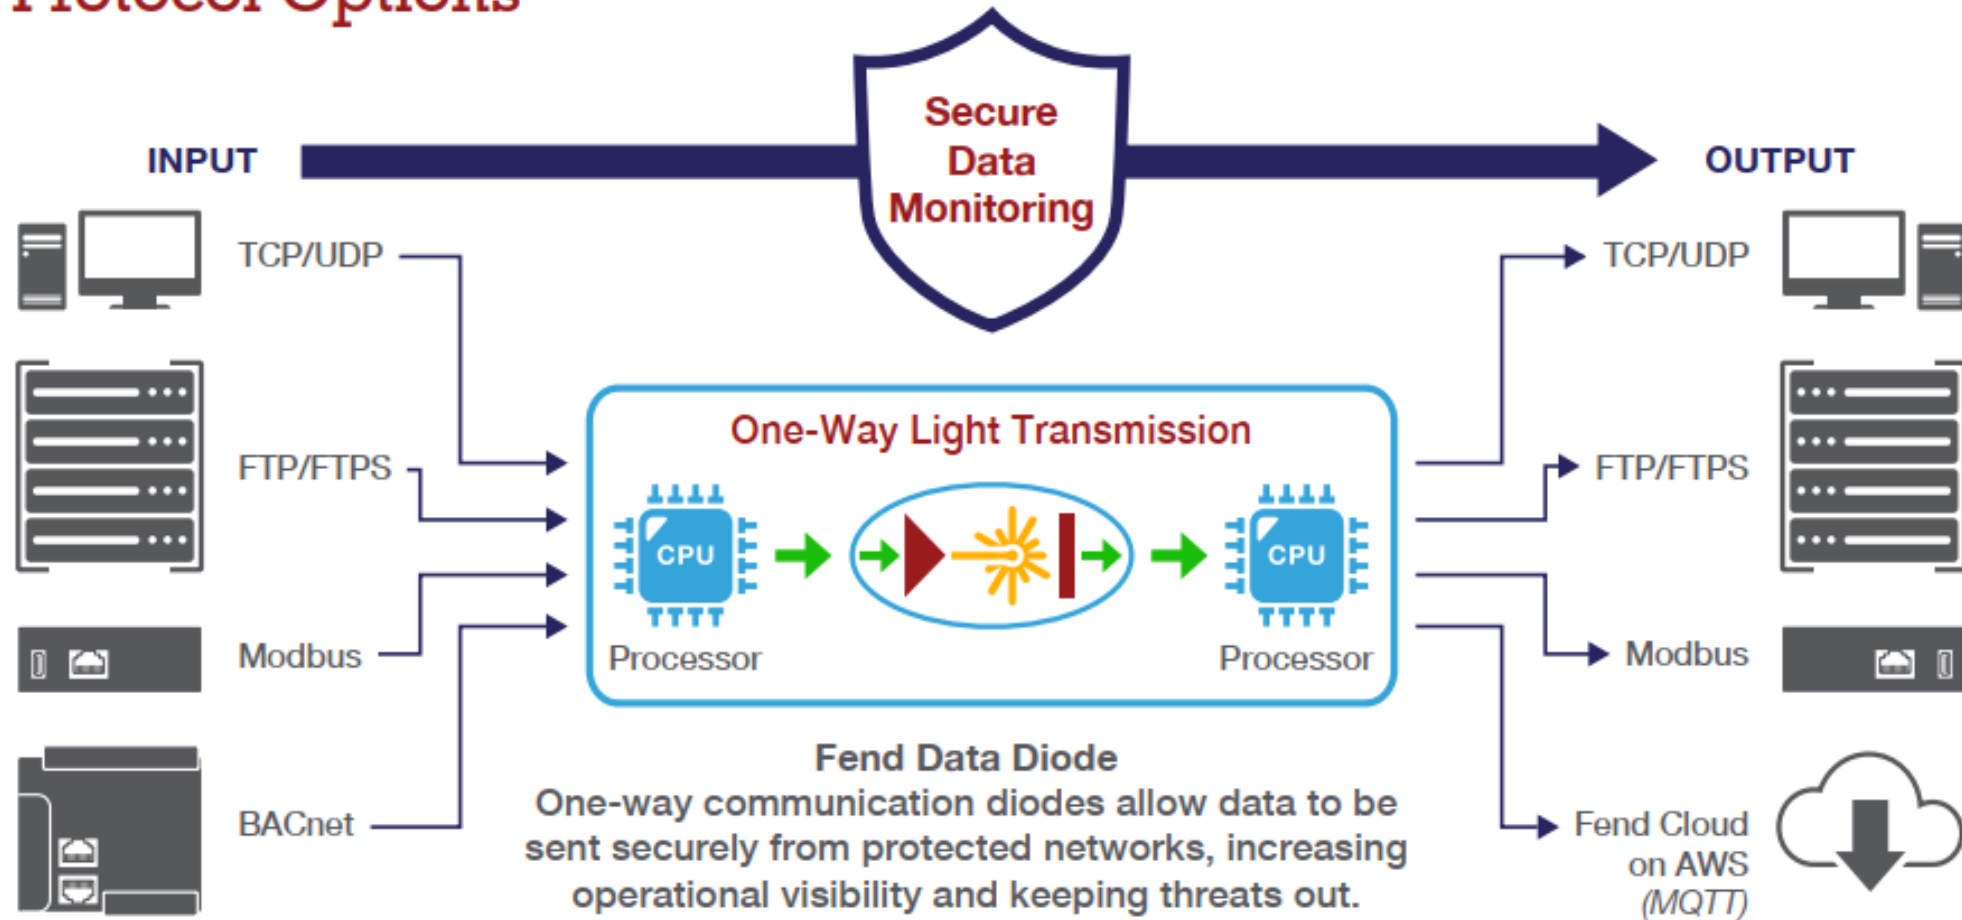 Protocol Options
Secure
Data
Monitoring
INPUT
OUTPUT
TCP/UDP
FTP/FTPS
Modbus
BACnet
One-Way Light Transmission
CPU
Processor
CPU
Processor
TCP/UDP
FTP/FTPS
Modbus
Fend Cloud
on AWS
(MQTT)
Fend Data Diode
One-way communication diodes allow data to be
sent securely from protected networks, increasing
operational visibility and keeping threats out.